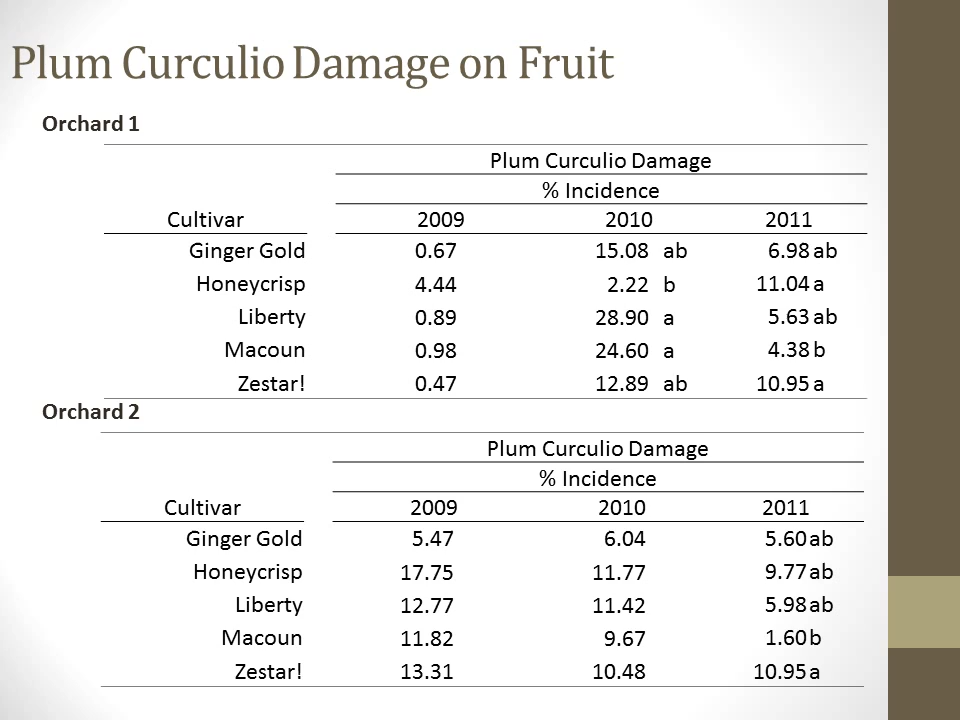 Plum Curculio Damage on Fruit
Orchard 1
Plum Curculio Damage
% Incidence
Cultivar 2009 2010 2011
Ginger Gold 0.67 15.08 ab 6.98 ab
Honeycrisp 4.44 2.22 b 11.04 a
Liberty 0.89 28.90 a 5.63 ab
Macoun 0.98 24.60 a 4.38 b
Zestar! 0.47 12.89 ab 10.95 a
Orchard 2
Plum Curculio Damage
% Incidence
Cultivar 2009 2010 2011
Ginger Gold 5.47 6.04 5.60 ab
Honeycrisp 17.75 11.77 9.77 ab
Liberty 12.77 11.42 5.98 ab
Macoun 11.82 9.67 1.60 b
Zestar! 13.31 10.48 10.95 a